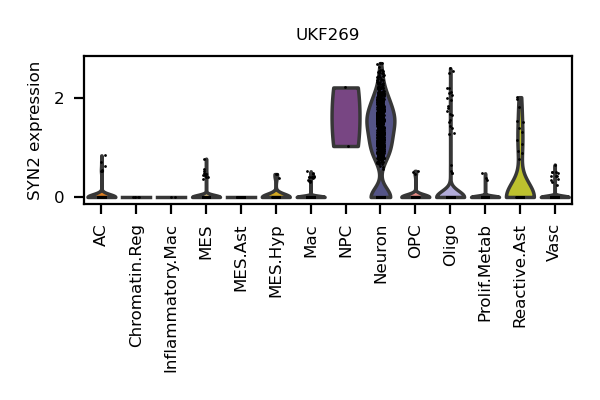 UKF269
SYN2 expression
2
0
AC
Chromatin.Reg
Inflammatory.Mac
MES
MES.Ast
MES.Hyp
Mac
NPC
Neuron
OPC
Oligo
Prolif.Metab
Reactive.Ast
Vasc